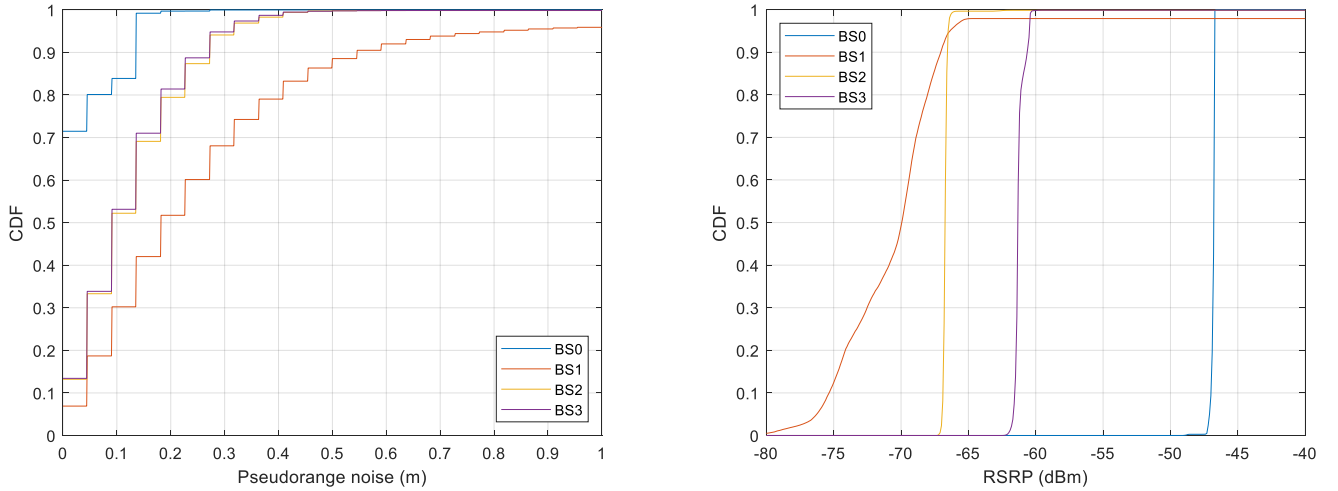 1
0.9
0.8
0.7
0.6
0.5
0.4
0.3
0.2
0.1
0
CDF
0 0.1 0.2 0.3 0.4 0.5 0.6 0.7 0.8 0.9 1
Pseudorange noise (m)
BS0
BS1
BS2
BS3
1
0.9
0.8
0.7
0.6
0.5
0.4
0.3
0.2
0.1
0
CDF
-80 -75 -70 -65 -60 -55 -50 -45 -40
RSRP (dBm)
BS0
BS1
BS2
BS3